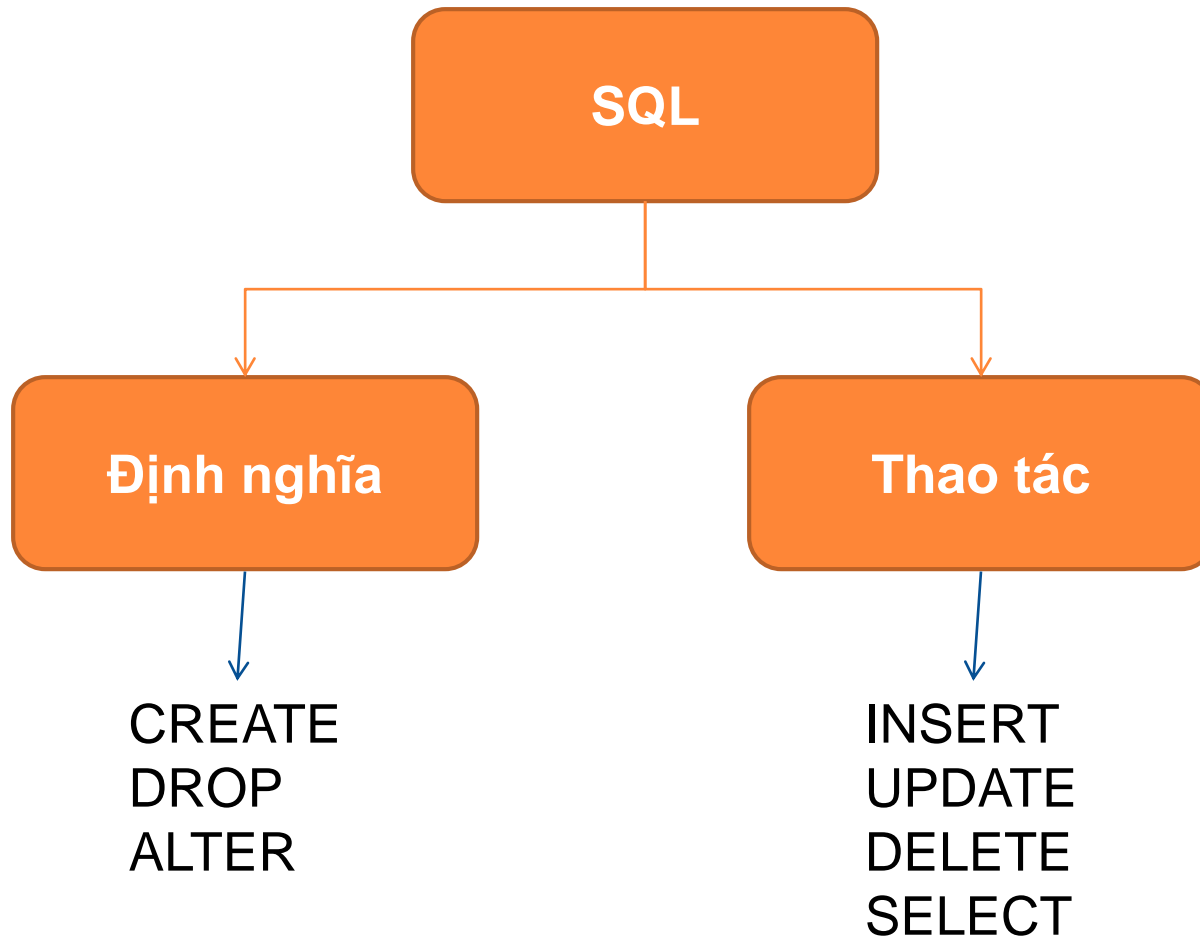 SQL
Định nghĩa
Thao tác
CREATE
DROP
ALTER
INSERT
UPDATE
DELETE
SELECT